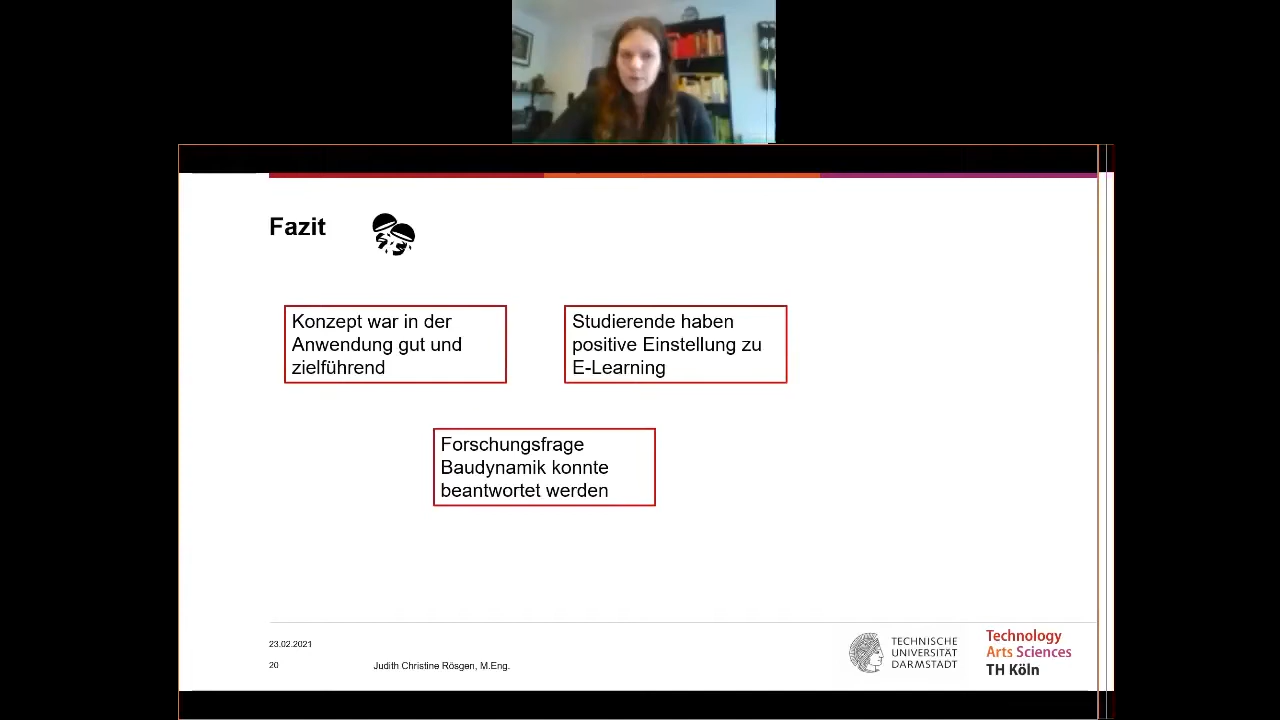 Fazit
Konzept war in der
Anwendung gut und
zielführend
Studierende haben
positive Einstellung zu
E-Learning
Forschungsfrage
Baudynamik konnte
beantwortet werden
23.02.2021
20
Judith Christine Rösgen, M.Eng.
TECHNISCHE
UNIVERSITÄT
DARMSTADT
Technology
Arts Sciences
TH Köln